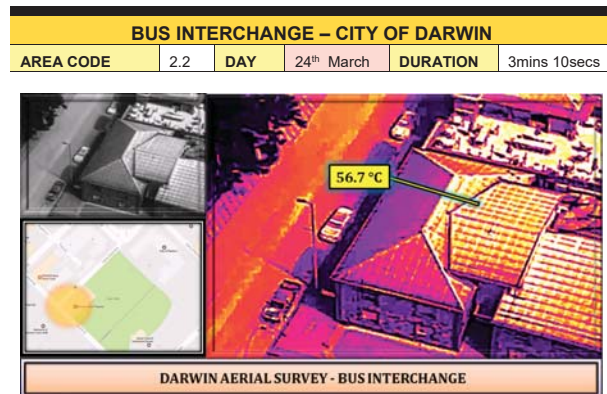 BUS INTERCHANGE – CITY OF DARWIN
AREA CODE 2.2 DAY 24th March DURATION 3mins 10secs
56.7 °C
DARWIN AERIAL SURVEY - BUS INTERCHANGE